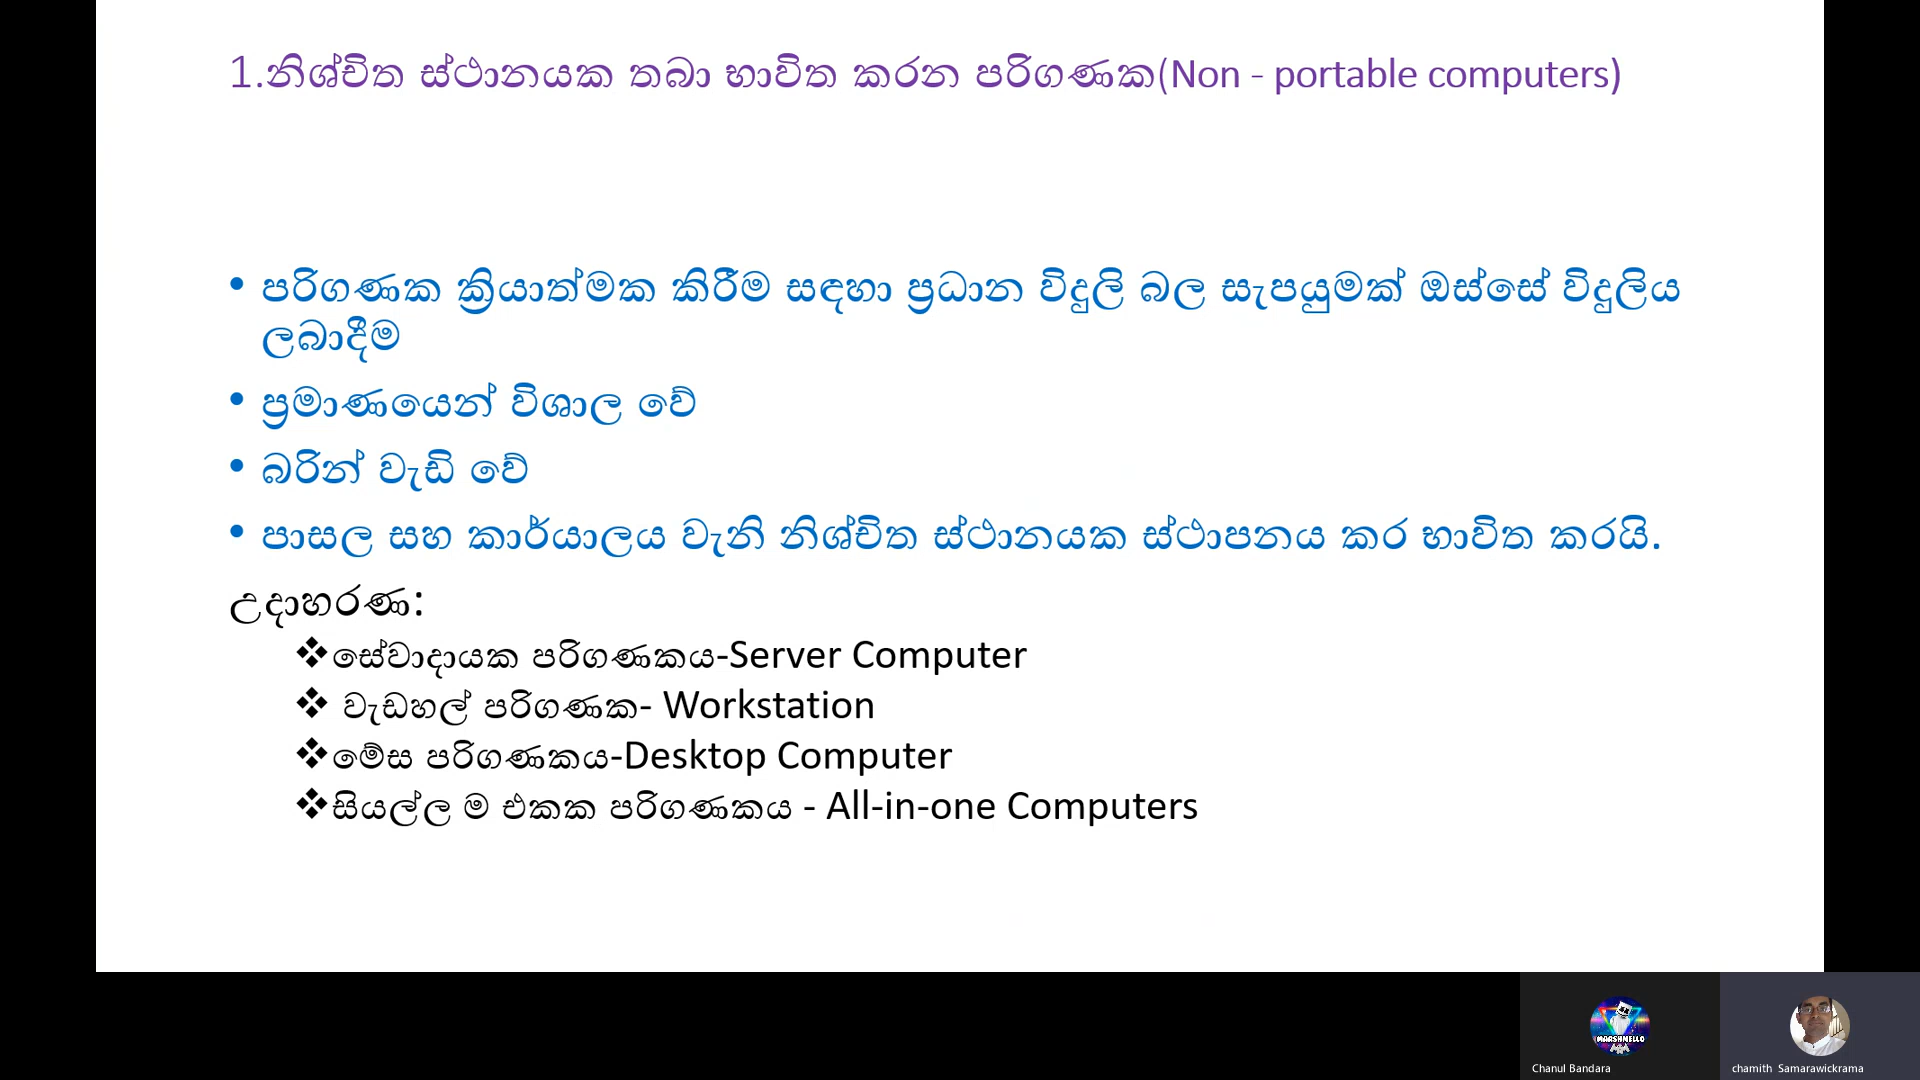 1.නිශ්චිත ස්ථානයක තබා භාවිත කරන පරිගණක(Non - portable computers)
• පරිගණක ක්‍රියාත්මක කිරීම සඳහා ප්‍රධාන විදුලි බල සැපයුමක් ඔස්සේ විදුලිය
ලබාදීම
• ප්‍රමාණයෙන් විශාල වේ
• බරින් වැඩි වේ
• පාසල සහ කාර්යාලය වැනි නිශ්චිත ස්ථානයක ස්ථාපනය කර භාවිත කරයි.
උදාහරණ:
❖සේවාදායක පරිගණකය-Server Computer
❖ වැඩහල් පරිගණක- Workstation
❖මේස පරිගණකය-Desktop Computer
❖සියල්ල ම එකක පරිගණකය - All-in-one Computers
MARSHMELLO
Chanul Bandara
chamith Samarawickrama